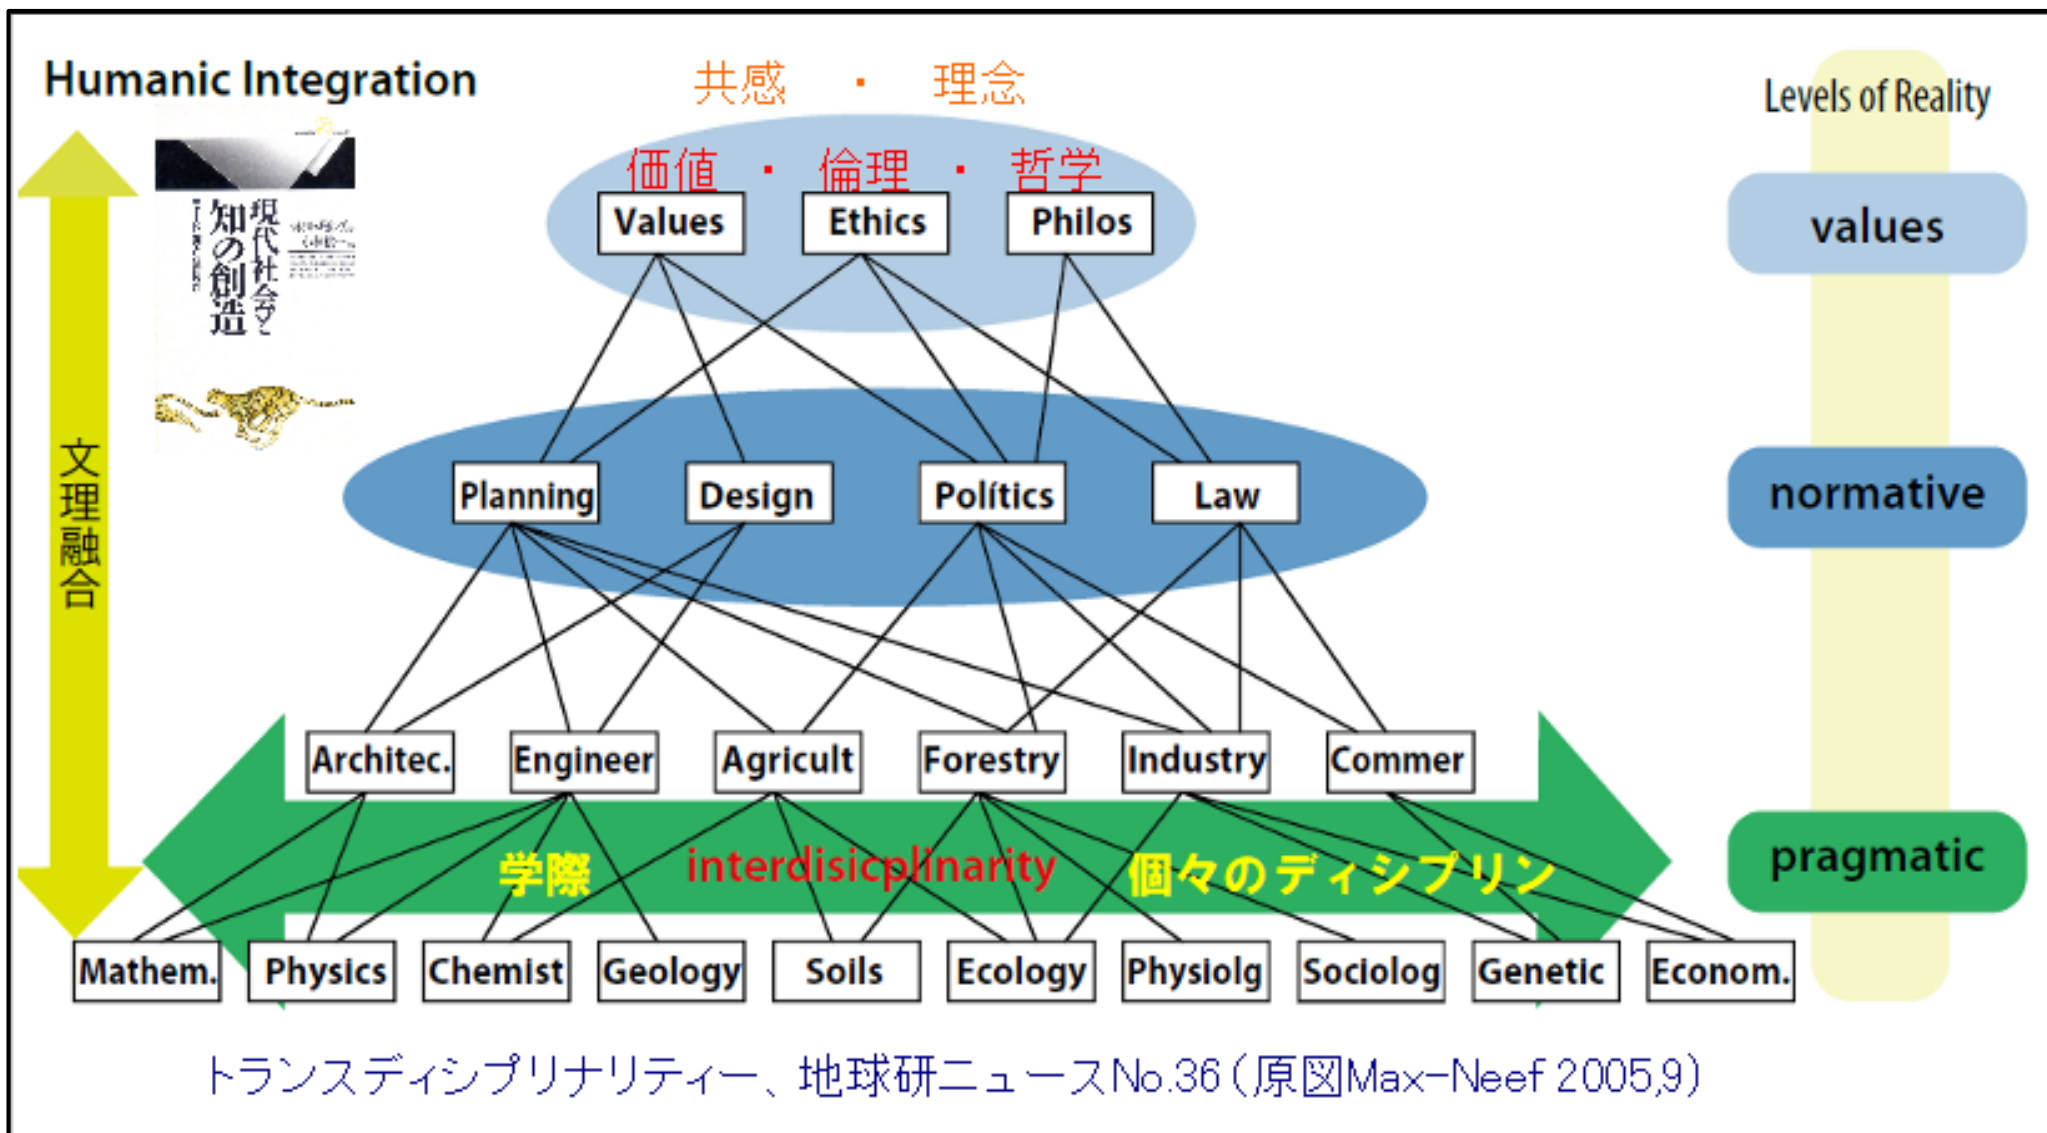 Humanic Integration
共感 ・ 理念
Levels of Reality
価値 ・ 倫理 ・ 哲学
Values Ethics Philos
values
現代社会と
知の創造
文理融合
Planning Design Polítics Law
normative
Architec. Engineer Agricult Forestry Industry Commer
学際 interdisicplinarity 個々のディシプリン
pragmatic
Mathem. Physics Chemist Geology Soils Ecology Physiolg Sociolog Genetic Econom.
トランスディシプリナリティー、地球研ニュースNo.36(原図Max-Neef 2005,9)